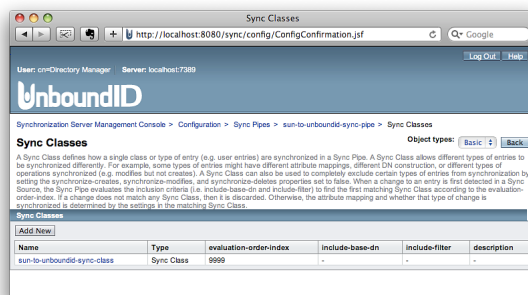 Sync Classes
http://localhost:8080/sync/config/ConfigConfirmation.jsf
Google
Log Out Help
User: cn=Directory Manager Server: localhost:7389
UnboundID
Synchronization Server Management Console > Configuration > Sync Pipes > sun-to-unboundid-sync-pipe > Sync Classes
Sync Classes
Object types: Basic Back
A Sync Class defines how a single class or type of entry (e.g. user entries) are synchronized in a Sync Pipe. A Sync Class allows different types of entries to
be synchronized differently. For example, some types of entries might have different attribute mappings, different DN construction, or different types of
operations synchronized (e.g. modifies but not creates). A Sync Class can also be used to completely exclude certain types of entries from synchronization by
setting the synchronize-creates, synchronize-modifies, and synchronize-deletes properties set to false. When a change to an entry is first detected in a Sync
Source, the Sync Pipe evaluates the inclusion criteria (i.e. include-base-dn and include-filter) to find the first matching Sync Class according to the evaluation-
order-index. If a change does not match any Sync Class, then it is discarded. Otherwise, the attribute mapping and whether that type of change is
synchronized is determined by the settings in the matching Sync Class.
Sync Classes
Add New
Name Type evaluation-order-index include-base-dn include-filter description
sun-to-unboundid-sync-class Sync Class 9999 - - -